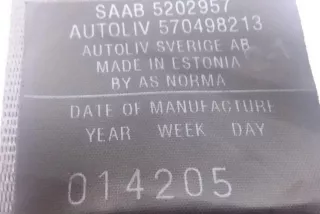 SAAB 5202957
AUTOLIV 570498213
AUTOLIV SVERIGE AB
MADE IN ESTONIA
BY AS NORMA
DATE OF MANUFACTURE
YEAR WEEK DAY
014205